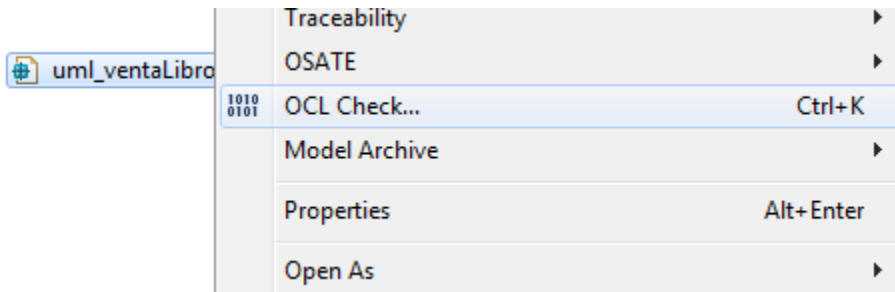 Traceability
OSATE
uml_ventaLibro
1010
0101
OCL Check... Ctrl+K
Model Archive
Properties Alt+Enter
Open As